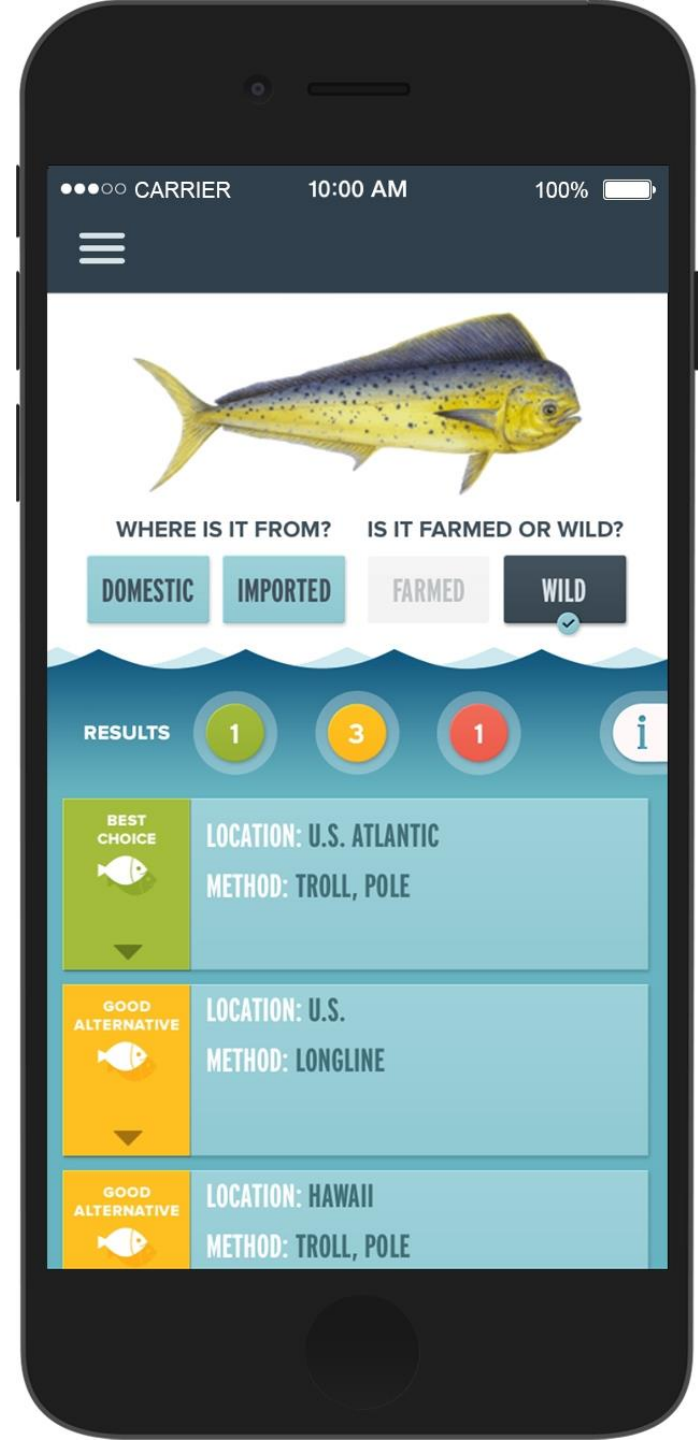 CARRIER 10:00 AM 100%
WHERE IS IT FROM? IS IT FARMED OR WILD?
DOMESTIC IMPORTED FARMED WILD
RESULTS 1 3 1 i
BEST
CHOICE
LOCATION: U.S. ATLANTIC
METHOD: TROLL, POLE
GOOD
ALTERNATIVE
LOCATION: U.S.
METHOD: LONGLINE
GOOD
ALTERNATIVE
LOCATION: HAWAII
METHOD: TROLL, POLE